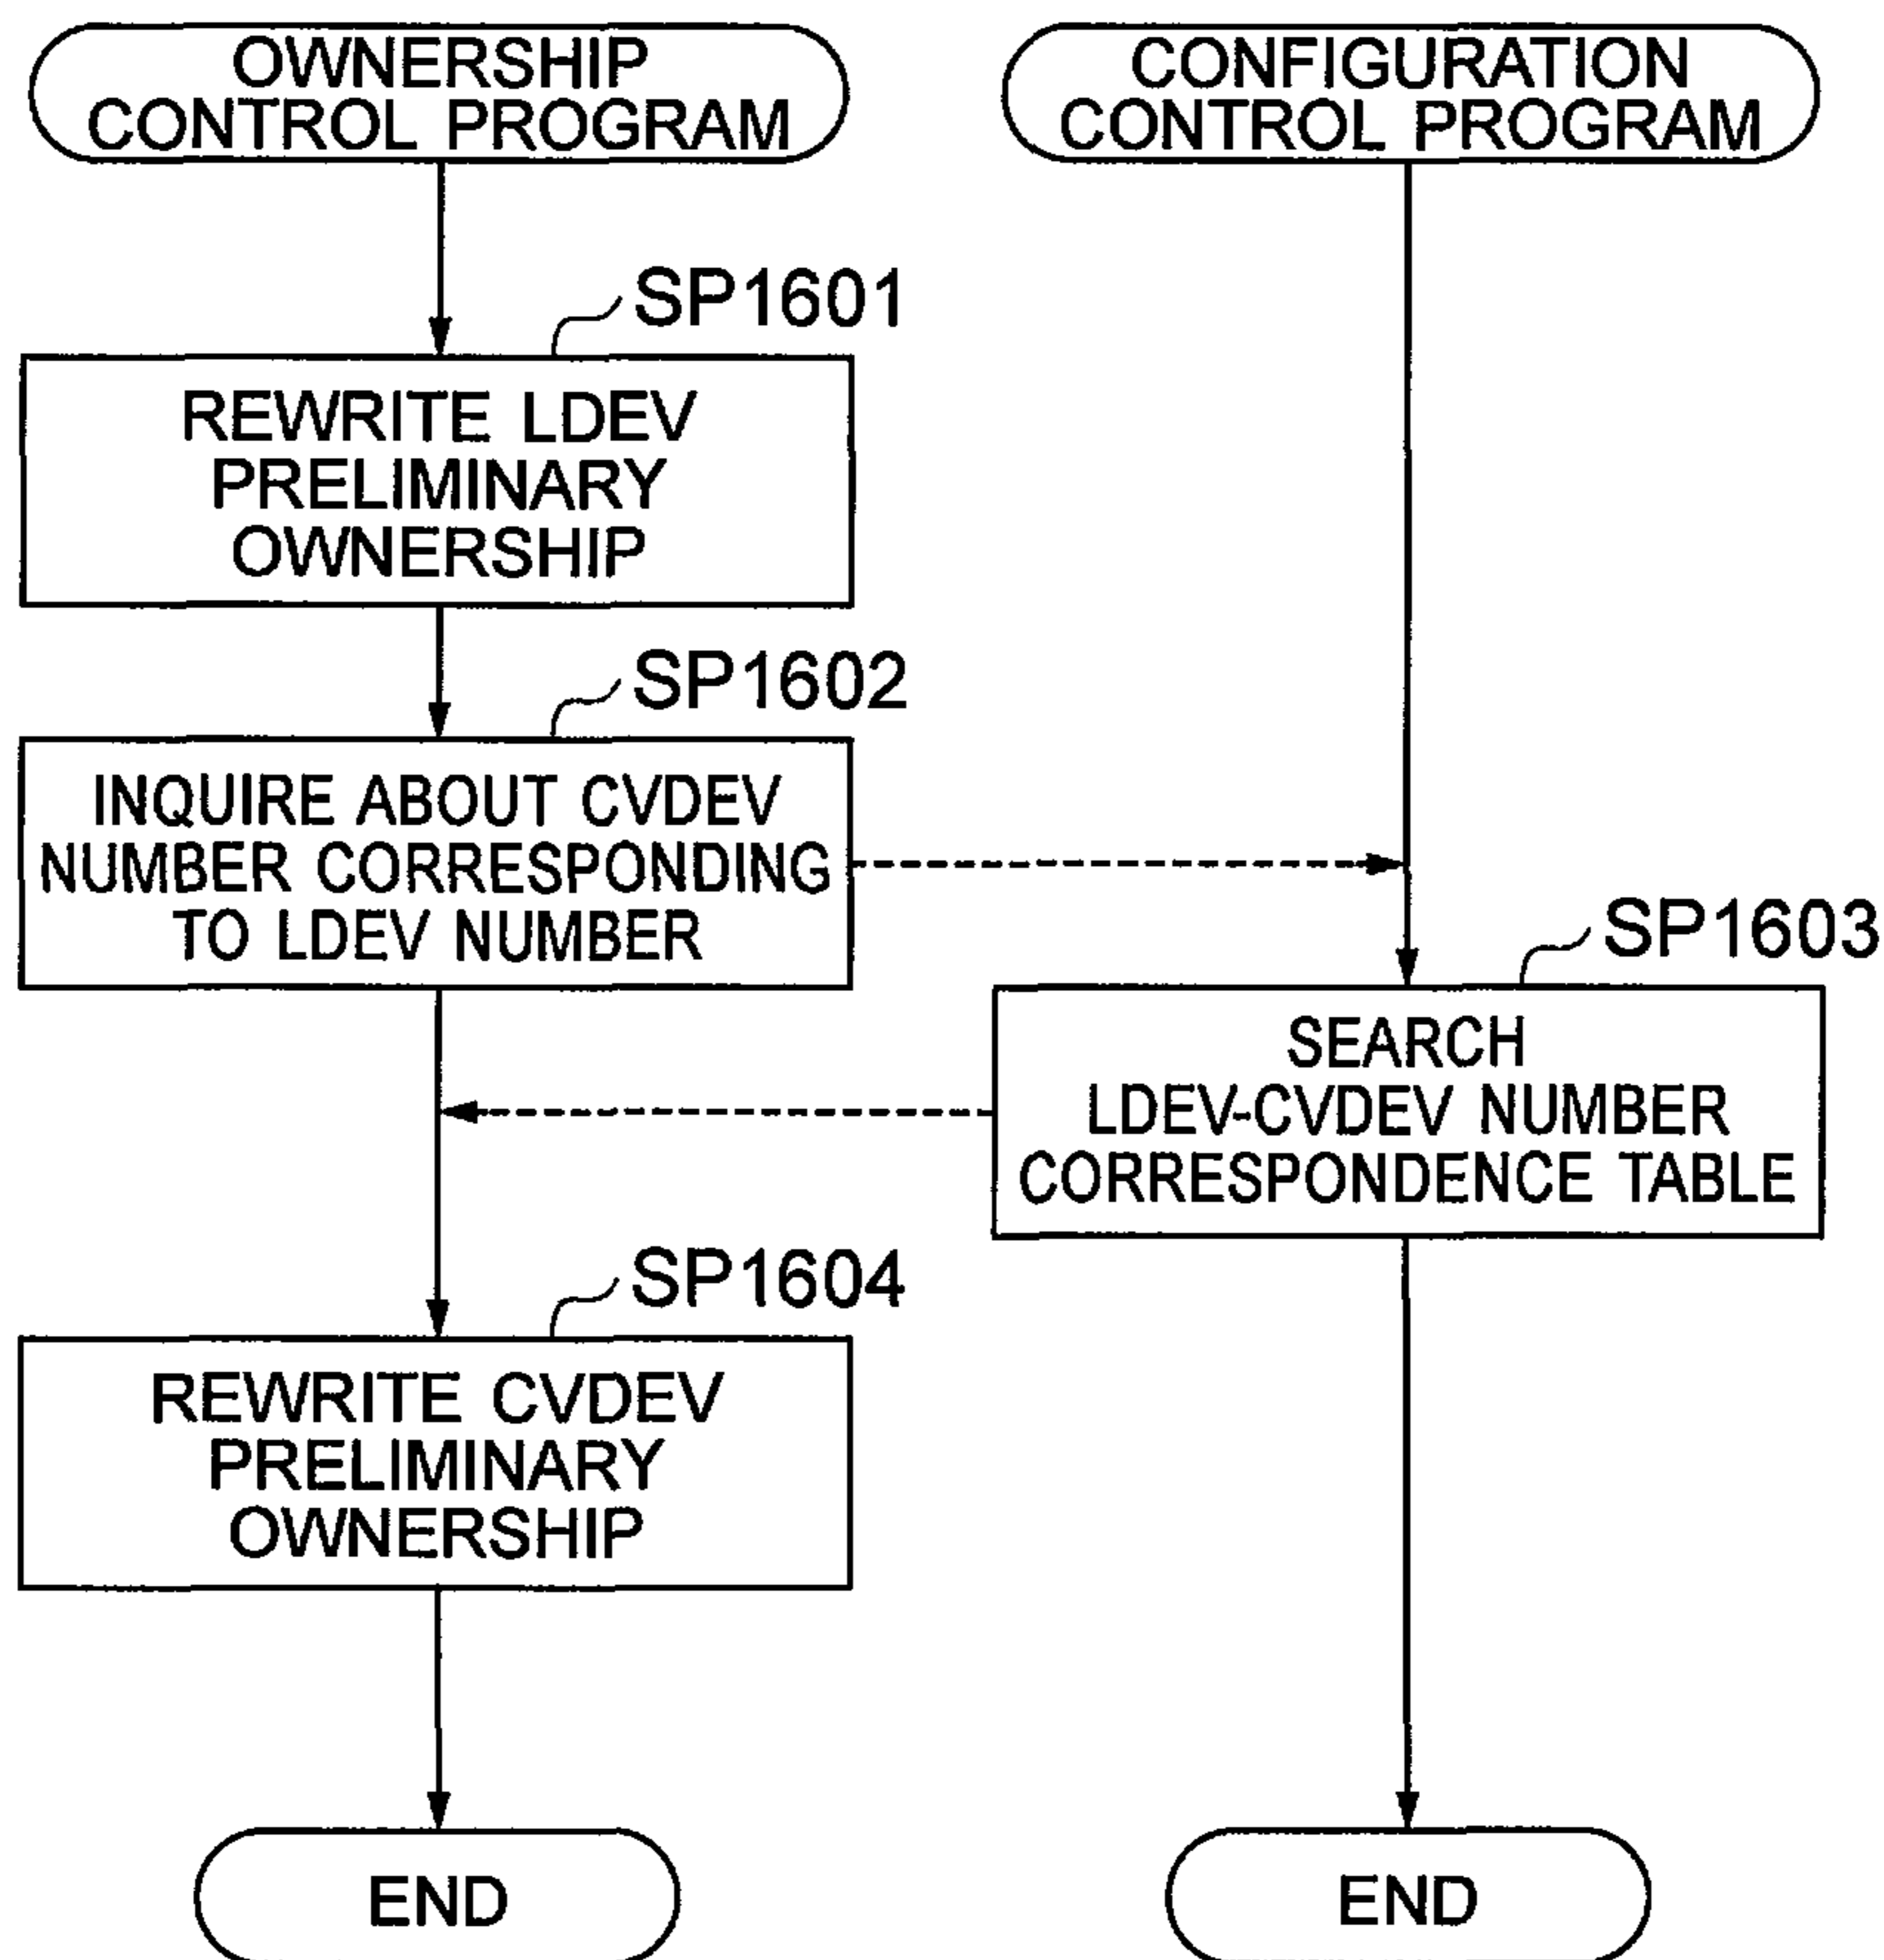 OWNERSHIP
CONTROL PROGRAM
CONFIGURATION
CONTROL PROGRAM
SP1601
REWRITE LDEV
PRELIMINARY
OWNERSHIP
SP1602
INQUIRE ABOUT CVDEV
NUMBER CORRESPONDING
TO LDEV NUMBER
SP1603
SEARCH
LDEV-CVDEV NUMBER
CORRESPONDENCE TABLE
SP1604
REWRITE CVDEV
PRELIMINARY
OWNERSHIP
END
END